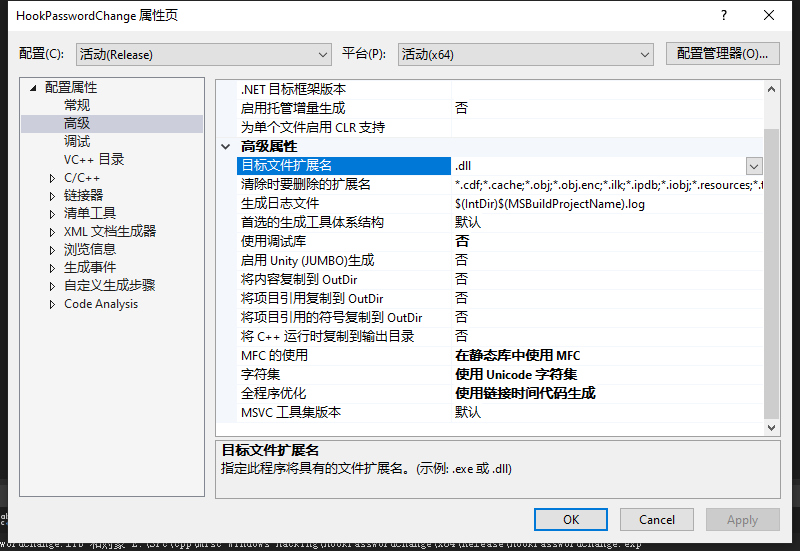 HookPasswordChange 属性页
配置(C): 活动(Release) 平台(P): 活动(x64) 配置管理器(O)...
配置属性
常规
高级
调试
VC++ 目录
C/C++
链接器
清单工具
XML 文档生成器
浏览信息
生成事件
自定义生成步骤
Code Analysis
.NET 目标框架版本
启用托管增量生成 否
为单个文件启用 CLR 支持
高级属性
目标文件扩展名 .dll
清除时要删除的扩展名 *.cdf;*.cache;*.obj;*.obj.enc;*.ilk;*.ipdb;*.iobj;*.resources;*.t
生成日志文件 $(IntDir)$(MSBuildProjectName).log
首选的生成工具体系结构 默认
使用调试库 否
启用 Unity (JUMBO)生成 否
将内容复制到 OutDir 否
将项目引用复制到 OutDir 否
将项目引用的符号复制到 OutDir 否
将 C++ 运行时复制到输出目录 否
MFC 的使用 在静态库中使用 MFC
字符集 使用 Unicode 字符集
全程序优化 使用链接时间代码生成
MSVC 工具集版本 默认
目标文件扩展名
指定此程序将具有的文件扩展名。(示例: .exe 或 .dll)
OK Cancel Apply